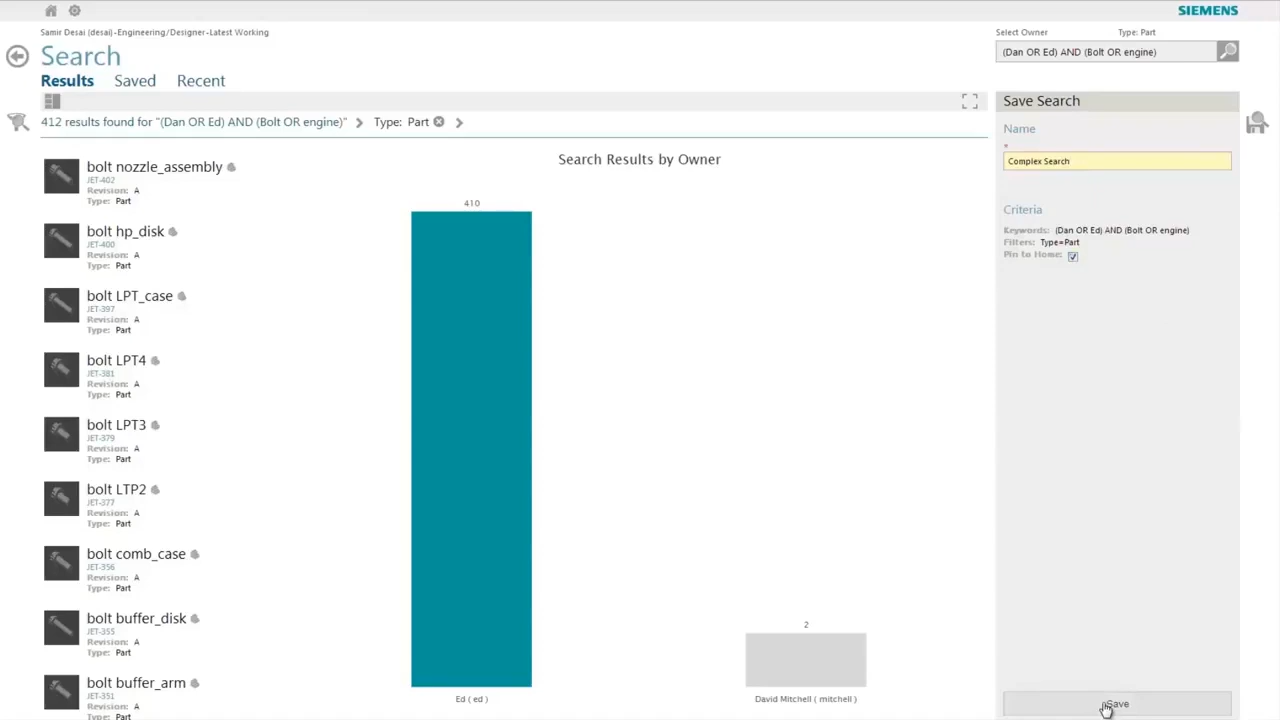 SIEMENS
Samir Desai (desai)-Engineering/Designer-Latest Working
Select Owner
Type: Part
Search
(Dan OR Ed) AND (Bolt OR engine)
Results
Saved
Recent
Save Search
412 results found for "(Dan OR Ed) AND (Bolt OR engine)"
Type: Part
Name
*
Complex Search
Criteria
Keywords: (Dan OR Ed) AND (Bolt OR engine)
Filters: Type=Part
Pin to Home:
Save
bolt nozzle_assembly
JET-402
Revision: A
Type: Part
bolt hp_disk
JET-400
Revision: A
Type: Part
bolt LPT_case
JET-397
Revision: A
Type: Part
bolt LPT4
JET-381
Revision: A
Type: Part
bolt LPT3
JET-379
Revision: A
Type: Part
bolt LTP2
JET-377
Revision: A
Type: Part
bolt comb_case
JET-356
Revision: A
Type: Part
bolt buffer_disk
JET-355
Revision: A
Type: Part
bolt buffer_arm
JET-351
Revision: A
Type: Part
Search Results by Owner
410
2
Ed ( ed )
David Mitchell ( mitchell )